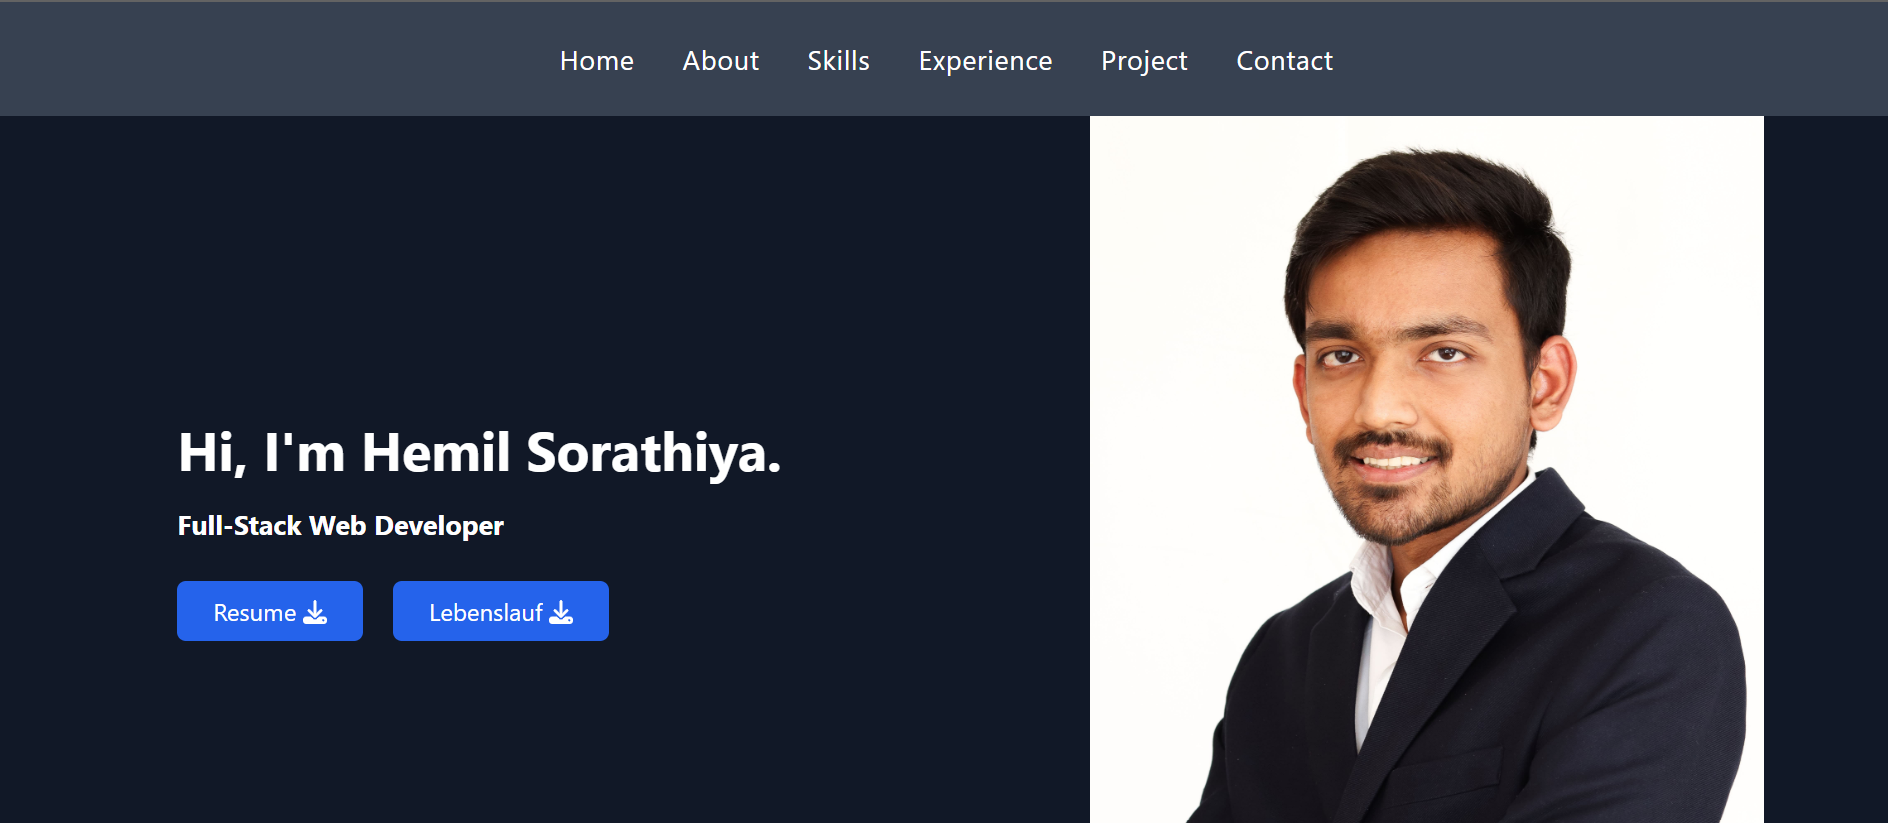 Home About Skills Experience Project Contact
Hi, I'm Hemil Sorathiya.
Full-Stack Web Developer
Resume
Lebenslauf